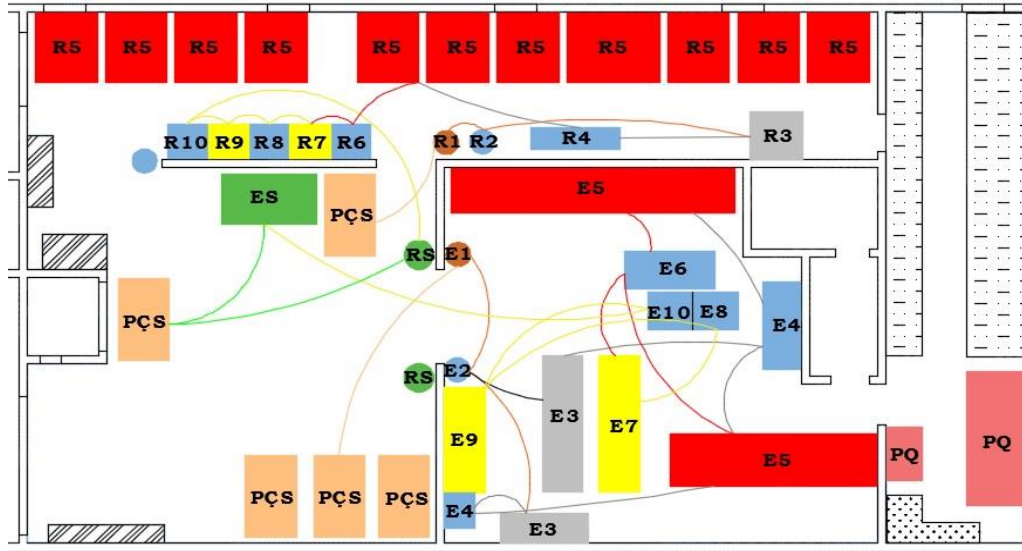 R5 R5 R5 R5 R5 R5 R5 R5 R5 R5 R5
R10 R9 R8 R7 R6 R1 R2 R4 R3
ES PÇS E5
RS E1 E6
PÇS E10 E8 E4
RS E2
E9 E3 E7
E5 PQ PQ
PÇS PÇS PÇS E4 E3